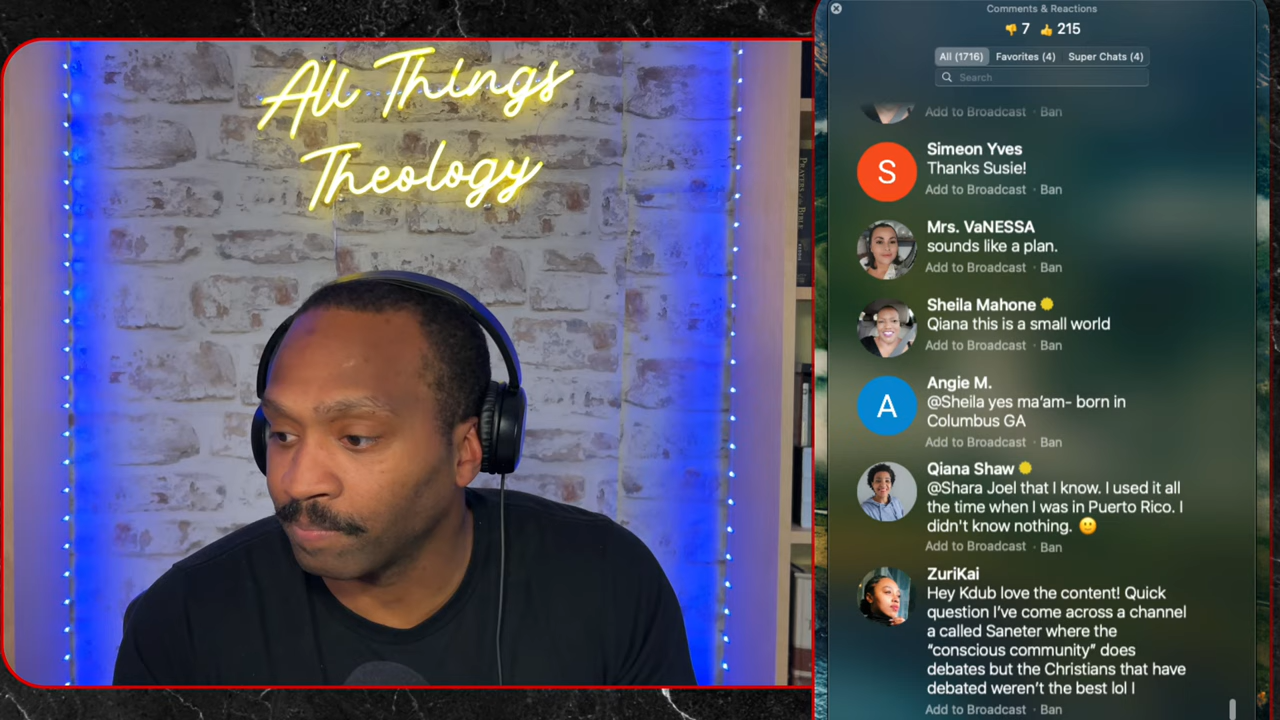 All Things
Theology
Comments & Reactions
👎 7 👍 215
All (1716) Favorites (4) Super Chats (4)
Search
Add to Broadcast · Ban
Simeon Yves
Thanks Susie!
Add to Broadcast · Ban
S
Mrs. VaNESSA
sounds like a plan.
Add to Broadcast · Ban
Sheila Mahone
Qiana this is a small world
Add to Broadcast · Ban
Angie M.
@Sheila yes ma'am- born in
Columbus GA
Add to Broadcast · Ban
A
Qiana Shaw
@Shara Joel that I know. I used it all
the time when I was in Puerto Rico. I
didn't know nothing. 🙂
Add to Broadcast · Ban
ZuriKai
Hey Kdub love the content! Quick
question I've come across a channel
a called Saneter where the
"conscious community" does
debates but the Christians that have
debated weren't the best lol I
Add to Broadcast · Ban